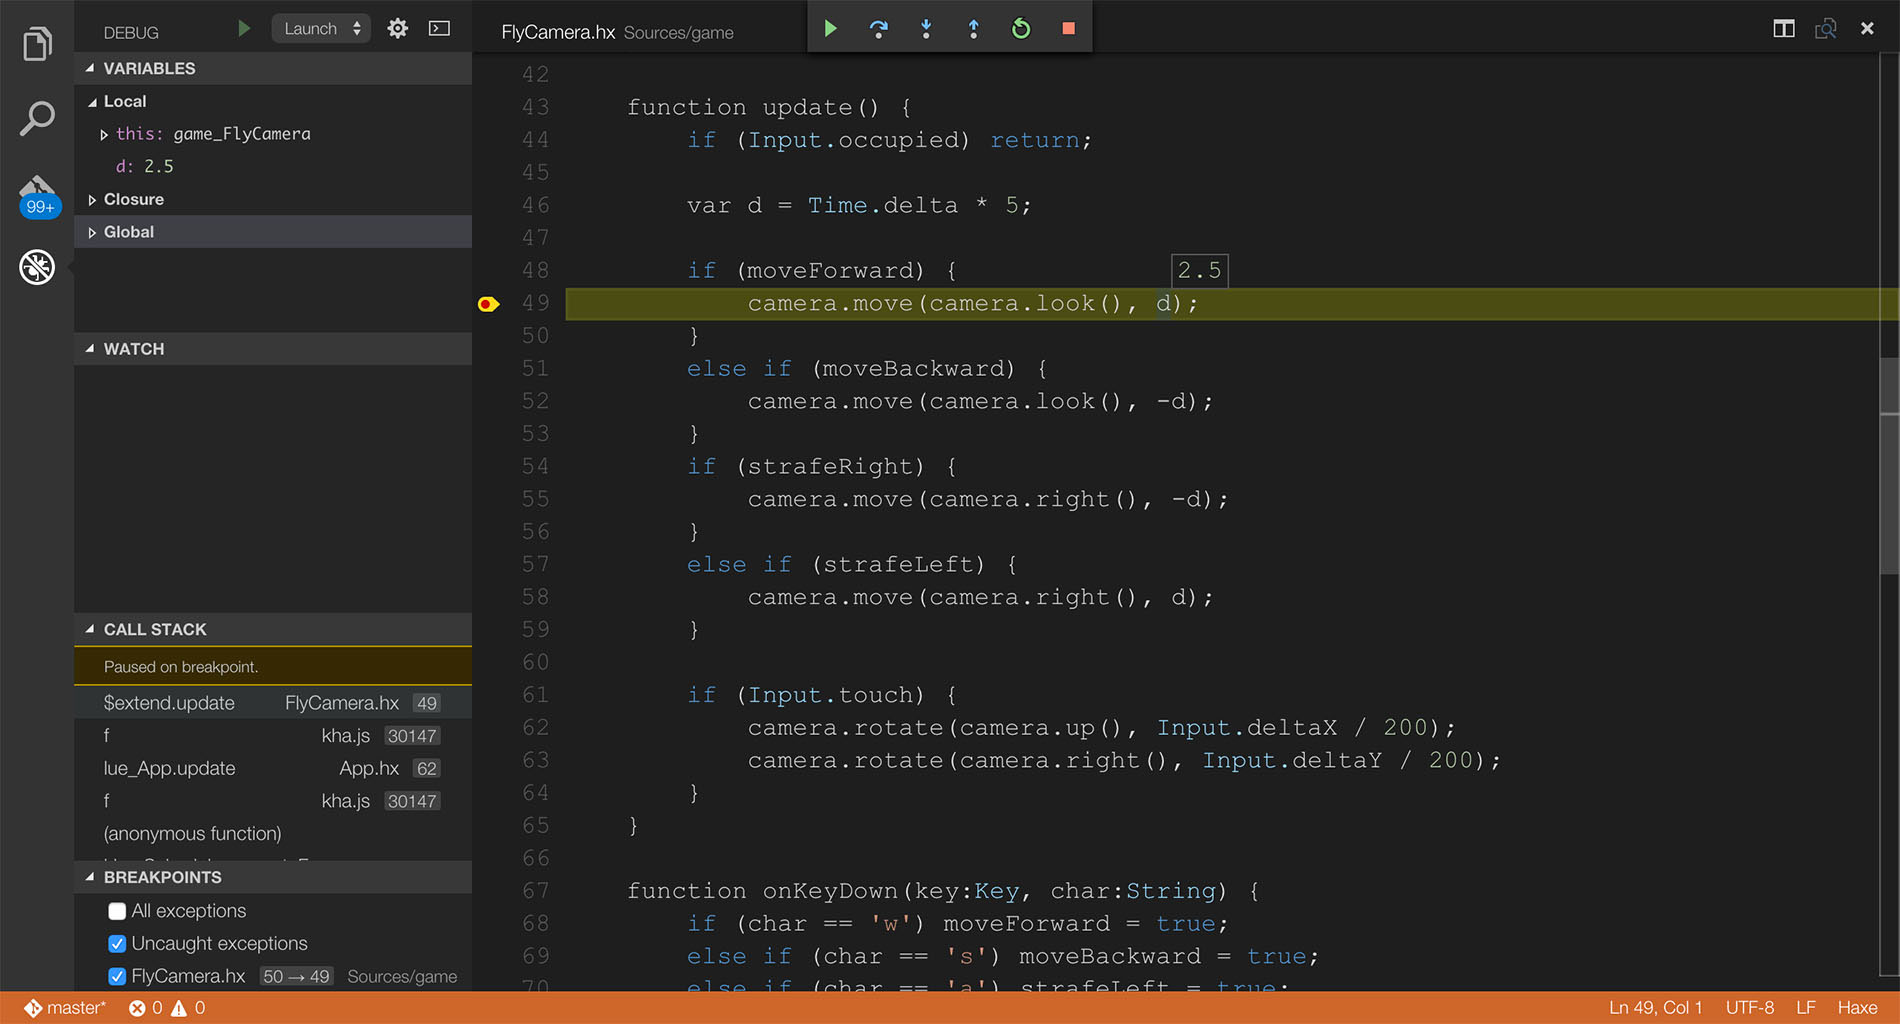 DEBUG
Launch
FlyCamera.hx Sources/game
VARIABLES
Local
this: game_FlyCamera
d: 2.5
Closure
Global
99+
WATCH
CALL STACK
Paused on breakpoint.
$extend.update FlyCamera.hx 49
f kha.js 30147
lue_App.update App.hx 62
f kha.js 30147
(anonymous function)
BREAKPOINTS
All exceptions
Uncaught exceptions
FlyCamera.hx 50 → 49 Sources/game
42
43 function update() {
44 if (Input.occupied) return;
45
46 var d = Time.delta * 5;
47
48 if (moveForward) {
2.5
49 camera.move(camera.look(), d);
50 }
51 else if (moveBackward) {
52 camera.move(camera.look(), -d);
53 }
54 if (strafeRight) {
55 camera.move(camera.right(), -d);
56 }
57 else if (strafeLeft) {
58 camera.move(camera.right(), d);
59 }
60
61 if (Input.touch) {
62 camera.rotate(camera.up(), Input.deltaX / 200);
63 camera.rotate(camera.right(), Input.deltaY / 200);
64 }
65 }
66
67 function onKeyDown(key:Key, char:String) {
68 if (char == 'w') moveForward = true;
69 else if (char == 's') moveBackward = true;
70 else if (char == 'a') strafeLeft = true;
master* 0 0
Ln 49, Col 1 UTF-8 LF Haxe